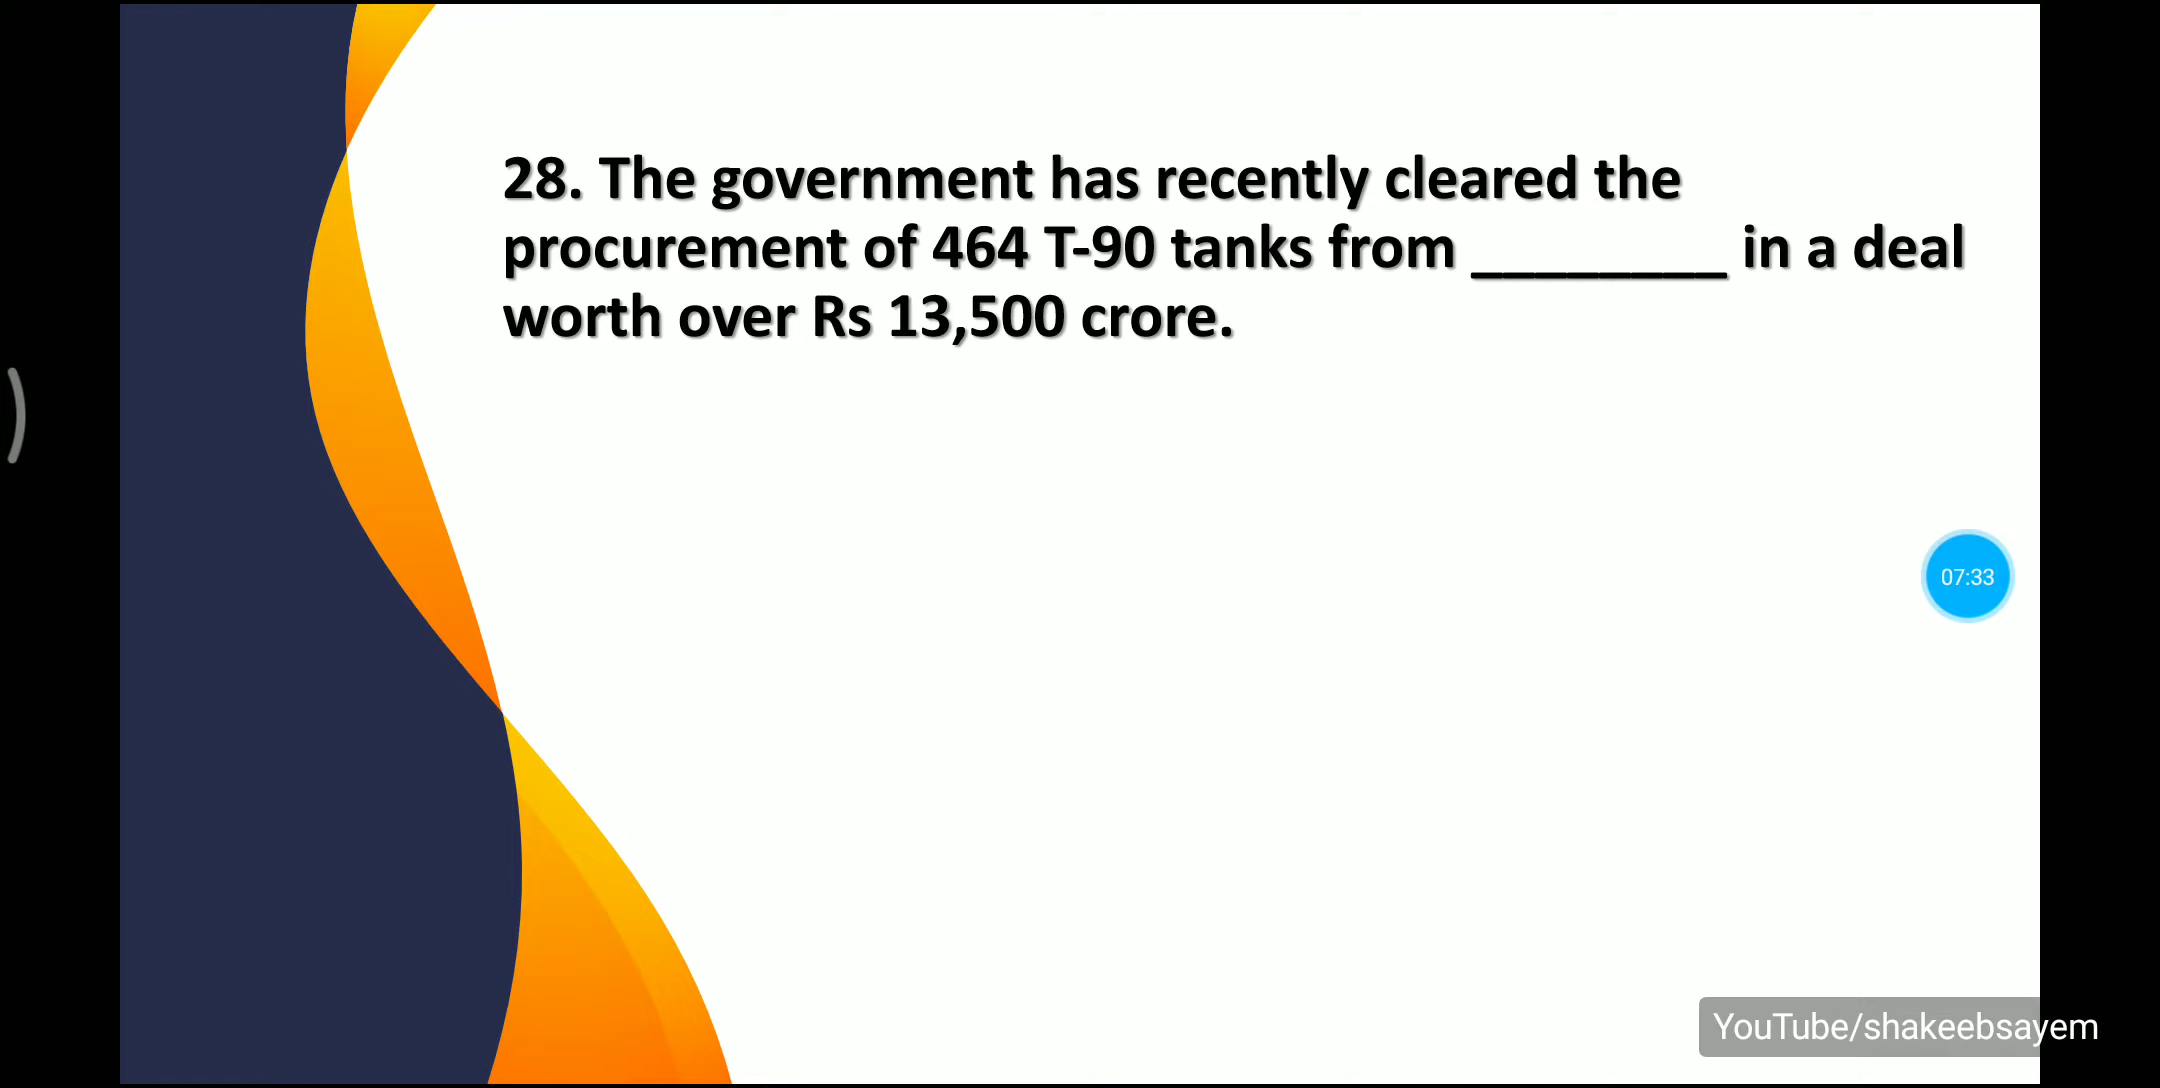 28. The government has recently cleared the
procurement of 464 T-90 tanks from ________ in a deal
worth over Rs 13,500 crore.
07:33
YouTube/shakeebsayem